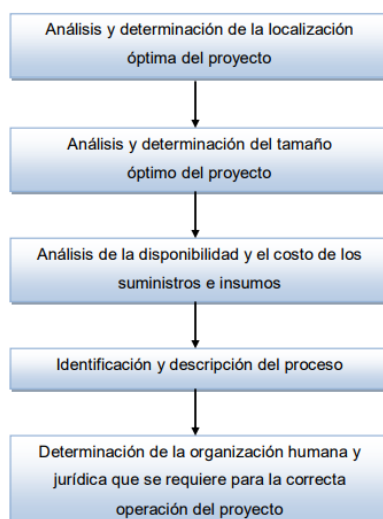 Análisis y determinación de la localización
óptima del proyecto
Análisis y determinación del tamaño
óptimo del proyecto
Análisis de la disponibilidad y el costo de los
suministros e insumos
Identificación y descripción del proceso
Determinación de la organización humana y
jurídica que se requiere para la correcta
operación del proyecto